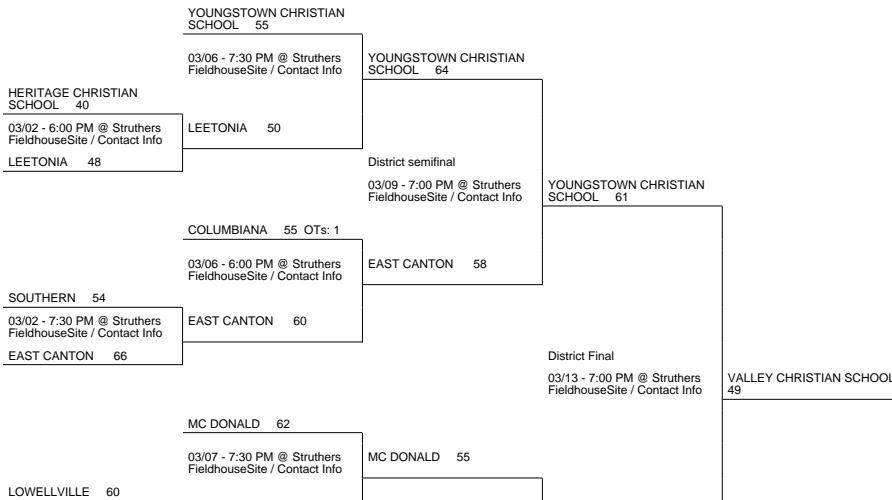 YOUNGSTOWN CHRISTIAN
SCHOOL 55
03/06 - 7:30 PM @ Struthers
FieldhouseSite / Contact Info
YOUNGSTOWN CHRISTIAN
SCHOOL 64
HERITAGE CHRISTIAN
SCHOOL 40
03/02 - 6:00 PM @ Struthers
FieldhouseSite / Contact Info
LEETONIA 50
LEETONIA 48
District semifinal
03/09 - 7:00 PM @ Struthers
FieldhouseSite / Contact Info
YOUNGSTOWN CHRISTIAN
SCHOOL 61
COLUMBIANA 55 OTs: 1
03/06 - 6:00 PM @ Struthers
FieldhouseSite / Contact Info
EAST CANTON 58
SOUTHERN 54
03/02 - 7:30 PM @ Struthers
FieldhouseSite / Contact Info
EAST CANTON 60
EAST CANTON 66
District Final
03/13 - 7:00 PM @ Struthers
FieldhouseSite / Contact Info
VALLEY CHRISTIAN SCHOOL
49
MC DONALD 62
03/07 - 7:30 PM @ Struthers
FieldhouseSite / Contact Info
MC DONALD 55
LOWELLVILLE 60